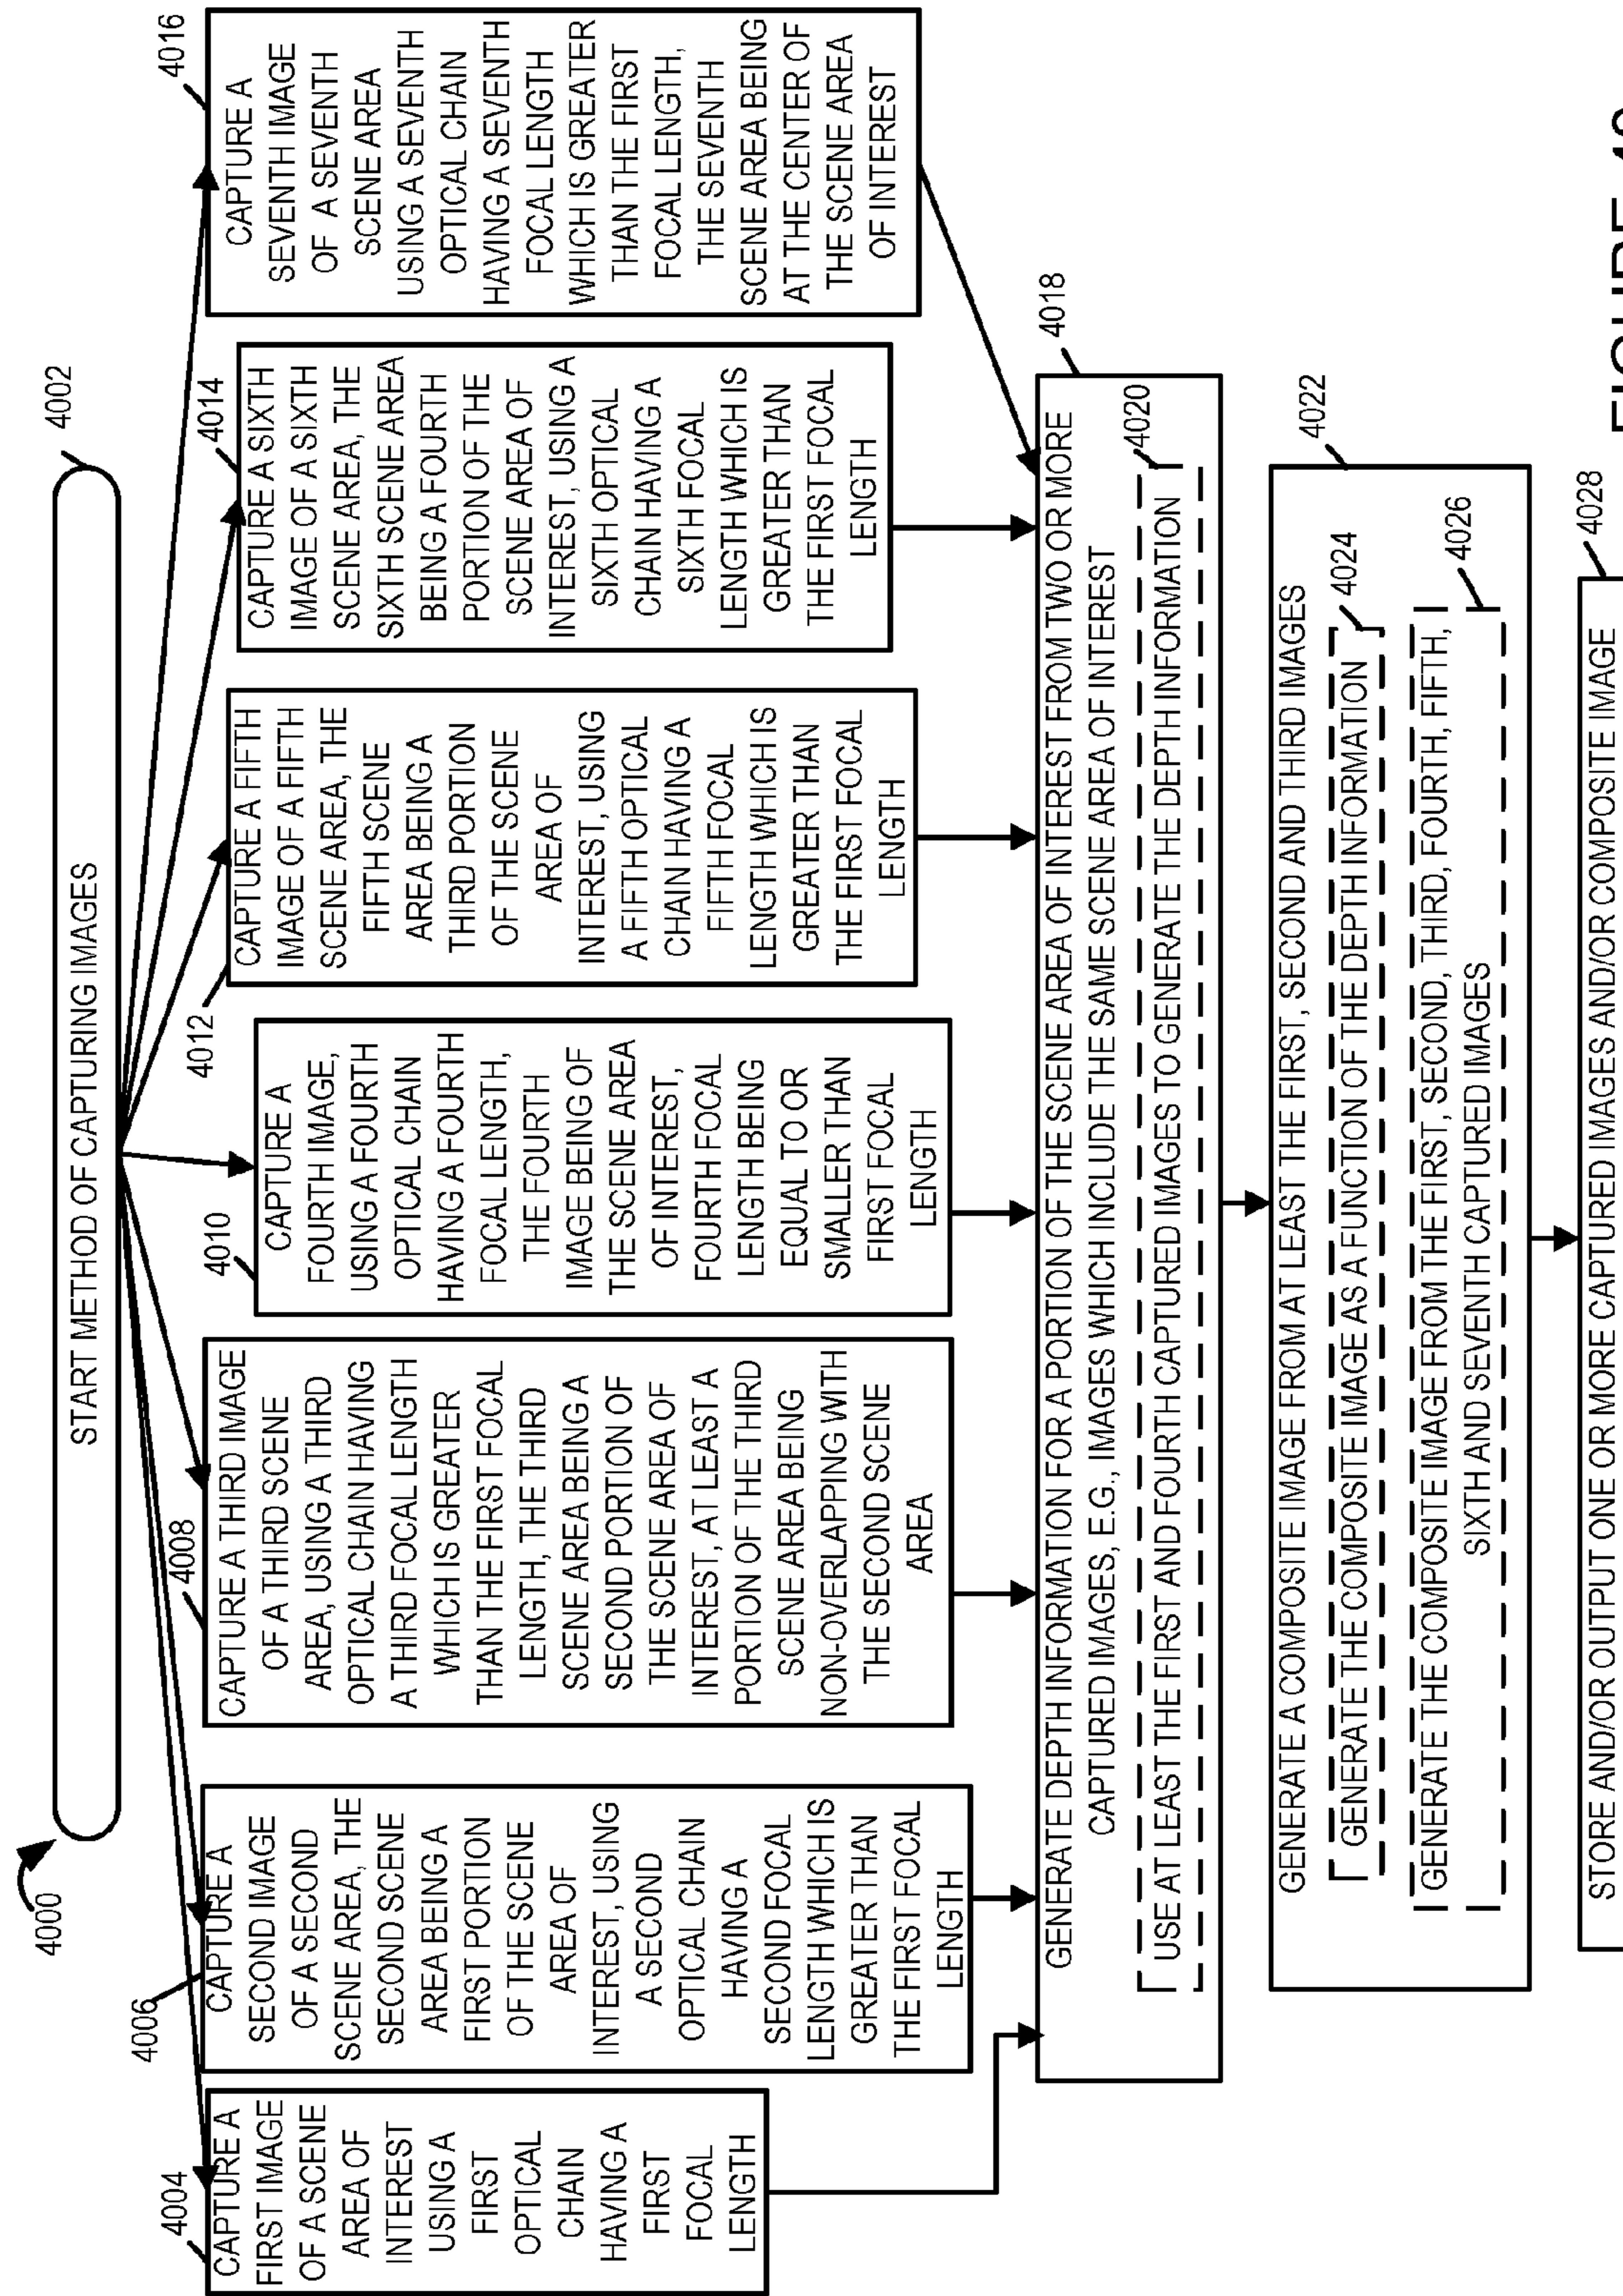 4000
START METHOD OF CAPTURING IMAGES
4002
4004
CAPTURE A
FIRST IMAGE
OF A SCENE
AREA OF
INTEREST
USING A
FIRST
OPTICAL
CHAIN
HAVING A
FIRST
FOCAL
LENGTH
4006
CAPTURE A
SECOND IMAGE
OF A SECOND
SCENE AREA, THE
SECOND SCENE
AREA BEING A
FIRST PORTION
OF THE SCENE
AREA OF
INTEREST, USING
A SECOND
OPTICAL CHAIN
HAVING A
SECOND FOCAL
LENGTH WHICH IS
GREATER THAN
THE FIRST FOCAL
LENGTH
4008
CAPTURE A THIRD IMAGE
OF A THIRD SCENE
AREA, USING A THIRD
OPTICAL CHAIN HAVING
A THIRD FOCAL LENGTH
WHICH IS GREATER
THAN THE FIRST FOCAL
LENGTH, THE THIRD
SCENE AREA BEING A
SECOND PORTION OF
THE SCENE AREA OF
INTEREST, AT LEAST A
PORTION OF THE THIRD
SCENE AREA BEING
NON-OVERLAPPING WITH
THE SECOND SCENE
AREA
4010
CAPTURE A
FOURTH IMAGE,
USING A FOURTH
OPTICAL CHAIN
HAVING A FOURTH
FOCAL LENGTH,
THE FOURTH
IMAGE BEING OF
THE SCENE AREA
OF INTEREST,
FOURTH FOCAL
LENGTH BEING
EQUAL TO OR
SMALLER THAN
FIRST FOCAL
LENGTH
4012
CAPTURE A FIFTH
IMAGE OF A FIFTH
SCENE AREA, THE
FIFTH SCENE
AREA BEING A
THIRD PORTION
OF THE SCENE
AREA OF
INTEREST, USING
A FIFTH OPTICAL
CHAIN HAVING A
FIFTH FOCAL
LENGTH WHICH IS
GREATER THAN
THE FIRST FOCAL
LENGTH
4014
CAPTURE A SIXTH
IMAGE OF A SIXTH
SCENE AREA, THE
SIXTH SCENE AREA
BEING A FOURTH
PORTION OF THE
SCENE AREA OF
INTEREST, USING A
SIXTH OPTICAL
CHAIN HAVING A
SIXTH FOCAL
LENGTH WHICH IS
GREATER THAN
THE FIRST FOCAL
LENGTH
4016
CAPTURE A
SEVENTH IMAGE
OF A SEVENTH
SCENE AREA
USING A SEVENTH
OPTICAL CHAIN
HAVING A SEVENTH
FOCAL LENGTH
WHICH IS GREATER
THAN THE FIRST
FOCAL LENGTH,
THE SEVENTH
SCENE AREA BEING
AT THE CENTER OF
THE SCENE AREA
OF INTEREST
4018
GENERATE DEPTH INFORMATION FOR A PORTION OF THE SCENE AREA OF INTEREST FROM TWO OR MORE
CAPTURED IMAGES, E.G., IMAGES WHICH INCLUDE THE SAME SCENE AREA OF INTEREST
4020
USE AT LEAST THE FIRST AND FOURTH CAPTURED IMAGES TO GENERATE THE DEPTH INFORMATION
4022
GENERATE A COMPOSITE IMAGE FROM AT LEAST THE FIRST, SECOND AND THIRD IMAGES
4024
GENERATE THE COMPOSITE IMAGE AS A FUNCTION OF THE DEPTH INFORMATION
4026
GENERATE THE COMPOSITE IMAGE FROM THE FIRST, SECOND, THIRD, FOURTH, FIFTH,
SIXTH AND SEVENTH CAPTURED IMAGES
4028
STORE AND/OR OUTPUT ONE OR MORE CAPTURED IMAGES AND/OR COMPOSITE IMAGE